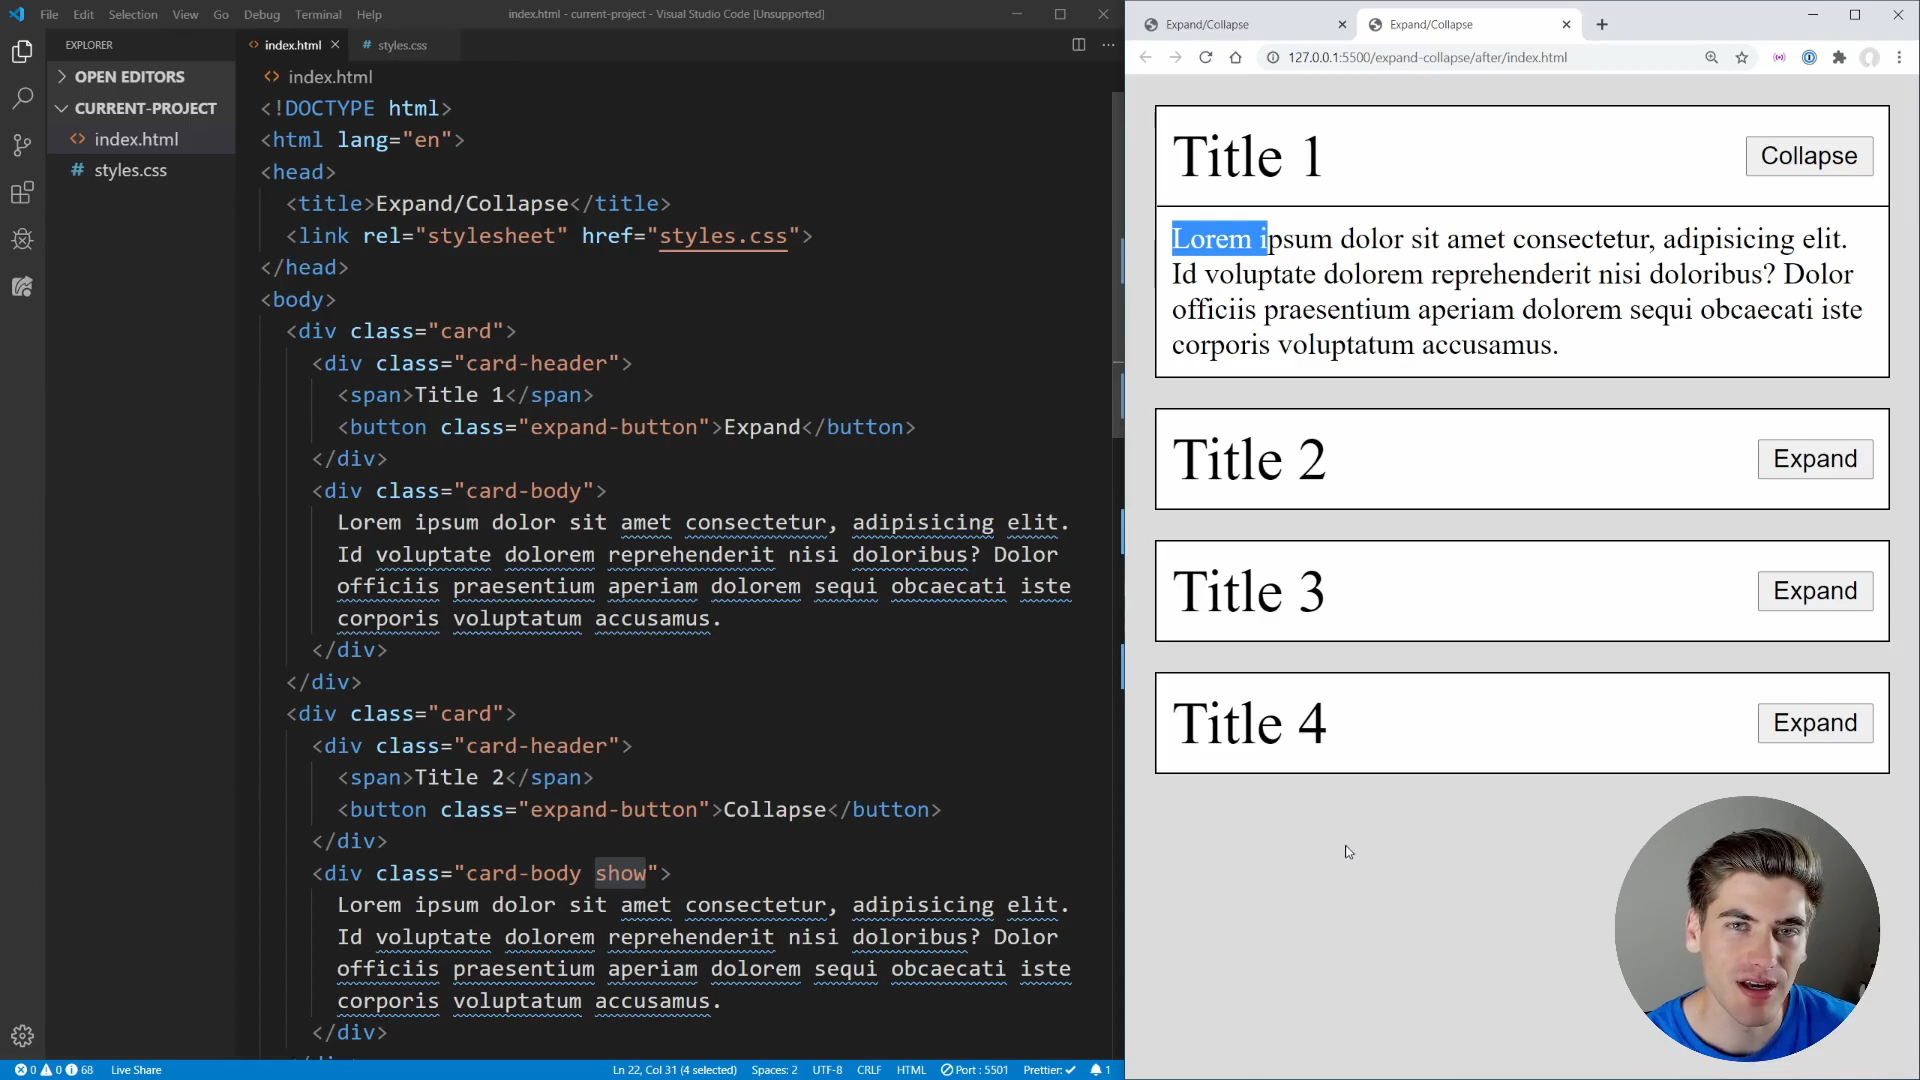 File Edit Selection View Go Debug Terminal Help
index.html - current-project - Visual Studio Code [Unsupported]
EXPLORER
OPEN EDITORS
CURRENT-PROJECT
<> index.html
# styles.css
<> index.html
# styles.css
<> index.html
<!DOCTYPE html>
<html lang="en">
<head>
<title>Expand/Collapse</title>
<link rel="stylesheet" href="styles.css">
</head>
<body>
<div class="card">
<div class="card-header">
<span>Title 1</span>
<button class="expand-button">Expand</button>
</div>
<div class="card-body">
Lorem ipsum dolor sit amet consectetur, adipisicing elit.
Id voluptate dolorem reprehenderit nisi doloribus? Dolor
officiis praesentium aperiam dolorem sequi obcaecati iste
corporis voluptatum accusamus.
</div>
</div>
<div class="card">
<div class="card-header">
<span>Title 2</span>
<button class="expand-button">Collapse</button>
</div>
<div class="card-body show">
Lorem ipsum dolor sit amet consectetur, adipisicing elit.
Id voluptate dolorem reprehenderit nisi doloribus? Dolor
officiis praesentium aperiam dolorem sequi obcaecati iste
corporis voluptatum accusamus.
</div>
</div>
0 0 68 Live Share
Ln 22, Col 31 (4 selected) Spaces: 2 UTF-8 CRLF HTML Port : 5501 Prettier: 1
Expand/Collapse
Expand/Collapse
127.0.0.1:5500/expand-collapse/after/index.html
Title 1
Collapse
Lorem ipsum dolor sit amet consectetur, adipisicing elit.
Id voluptate dolorem reprehenderit nisi doloribus? Dolor
officiis praesentium aperiam dolorem sequi obcaecati iste
corporis voluptatum accusamus.
Title 2
Expand
Title 3
Expand
Title 4
Expand